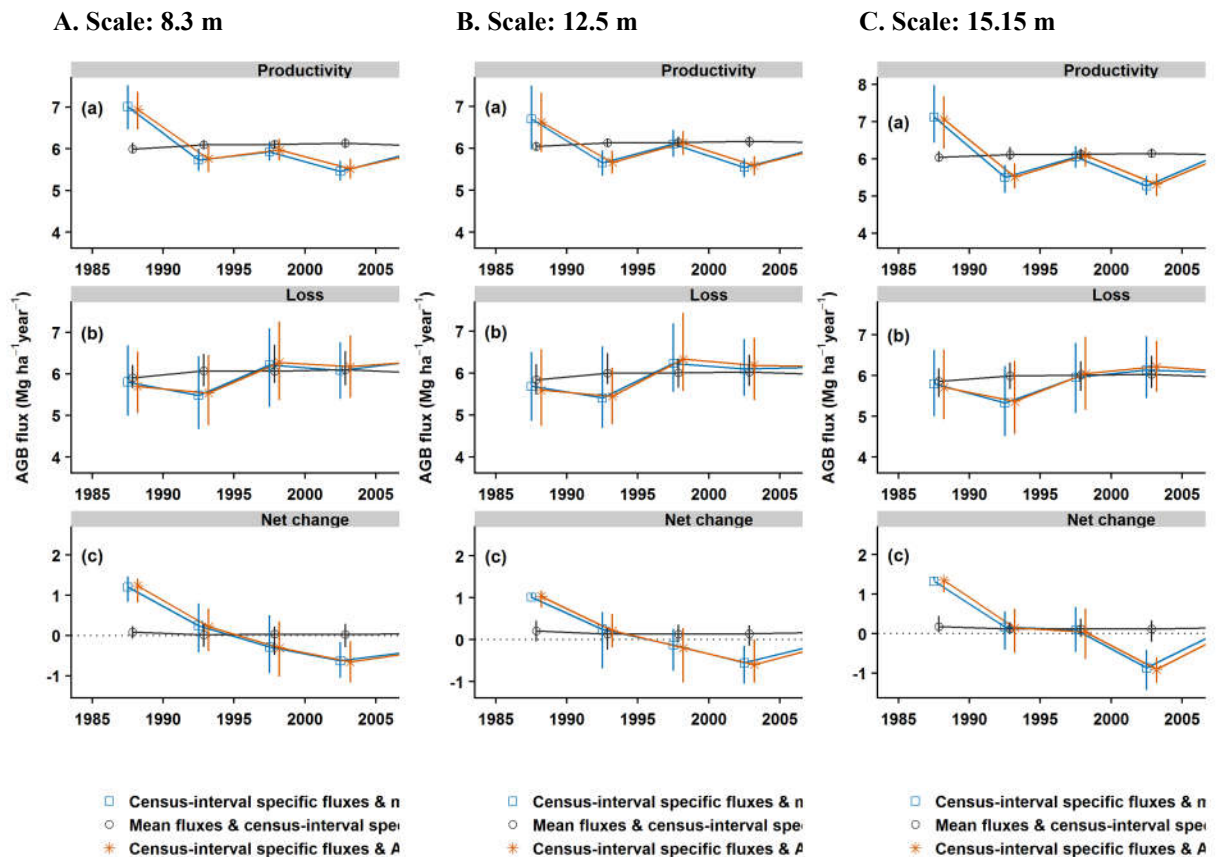 A. Scale: 8.3 m
Productivity
(a)
7
6
5
4
1985 1990 1995 2000 2005
Loss
(b)
7
6
5
4
1985 1990 1995 2000 2005
Net change
(c)
2
1
0
-1
1985 1990 1995 2000 2005
Census-interval specific fluxes & m
Mean fluxes & census-interval spe
Census-interval specific fluxes & A
B. Scale: 12.5 m
AGB flux (Mg ha⁻¹year⁻¹)
Productivity
(a)
7
6
5
4
1985 1990 1995 2000 2005
Loss
(b)
7
6
5
4
1985 1990 1995 2000 2005
Net change
(c)
2
1
0
-1
1985 1990 1995 2000 2005
Census-interval specific fluxes & m
Mean fluxes & census-interval spe
Census-interval specific fluxes & A
C. Scale: 15.15 m
AGB flux (Mg ha⁻¹year⁻¹)
Productivity
(a)
8
7
6
5
4
1985 1990 1995 2000 2005
Loss
(b)
7
6
5
4
1985 1990 1995 2000 2005
Net change
(c)
2
1
0
-1
1985 1990 1995 2000 2005
Census-interval specific fluxes & m
Mean fluxes & census-interval spe
Census-interval specific fluxes & A